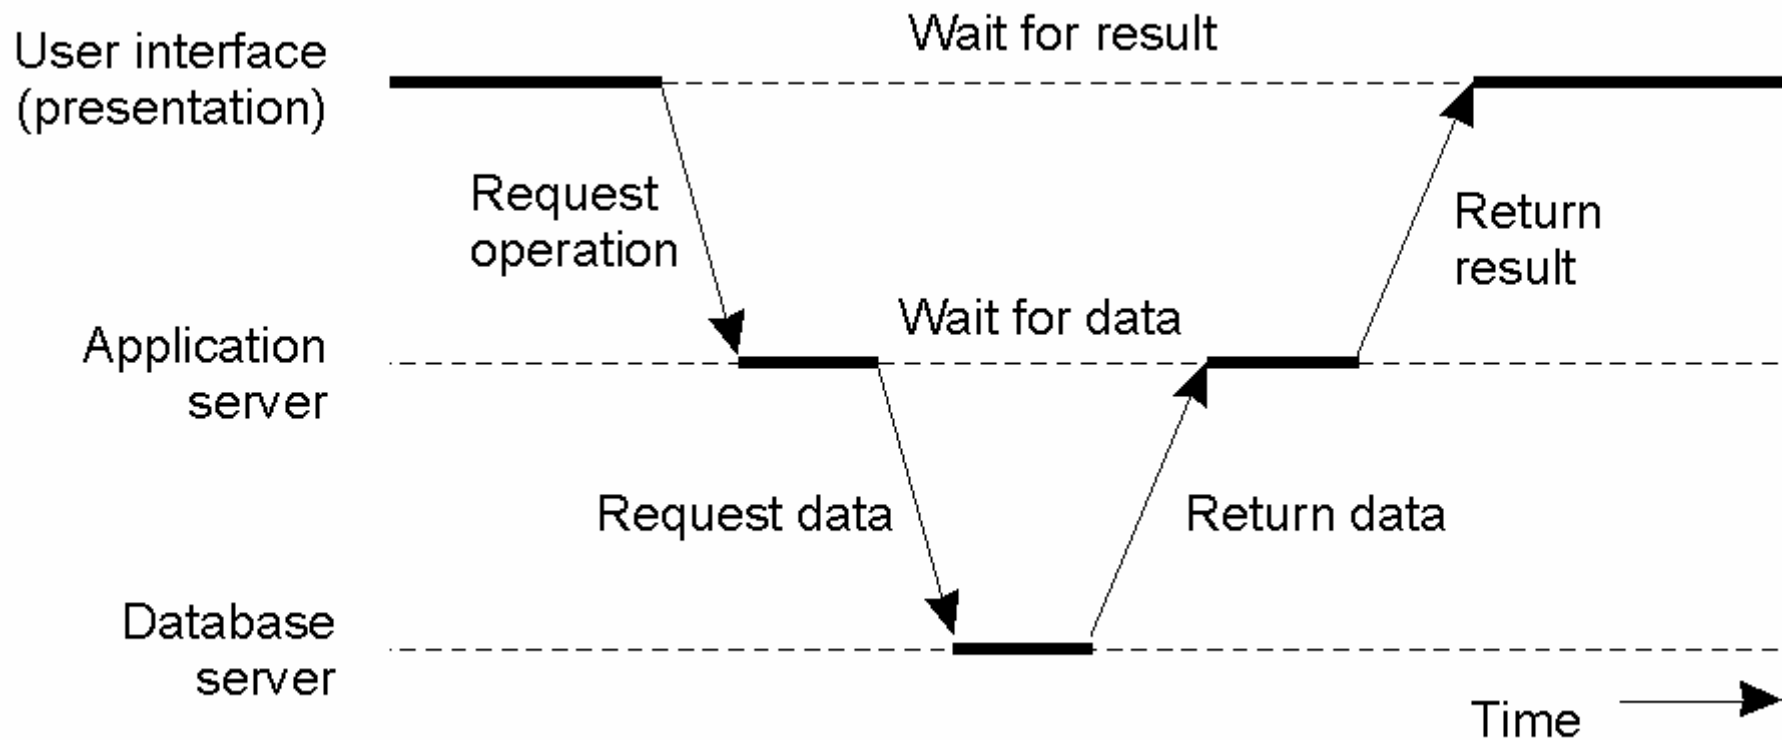 Wait for result
User interface
(presentation)
Request
operation
Return
result
Wait for data
Application
server
Request data
Return data
Database
server
Time